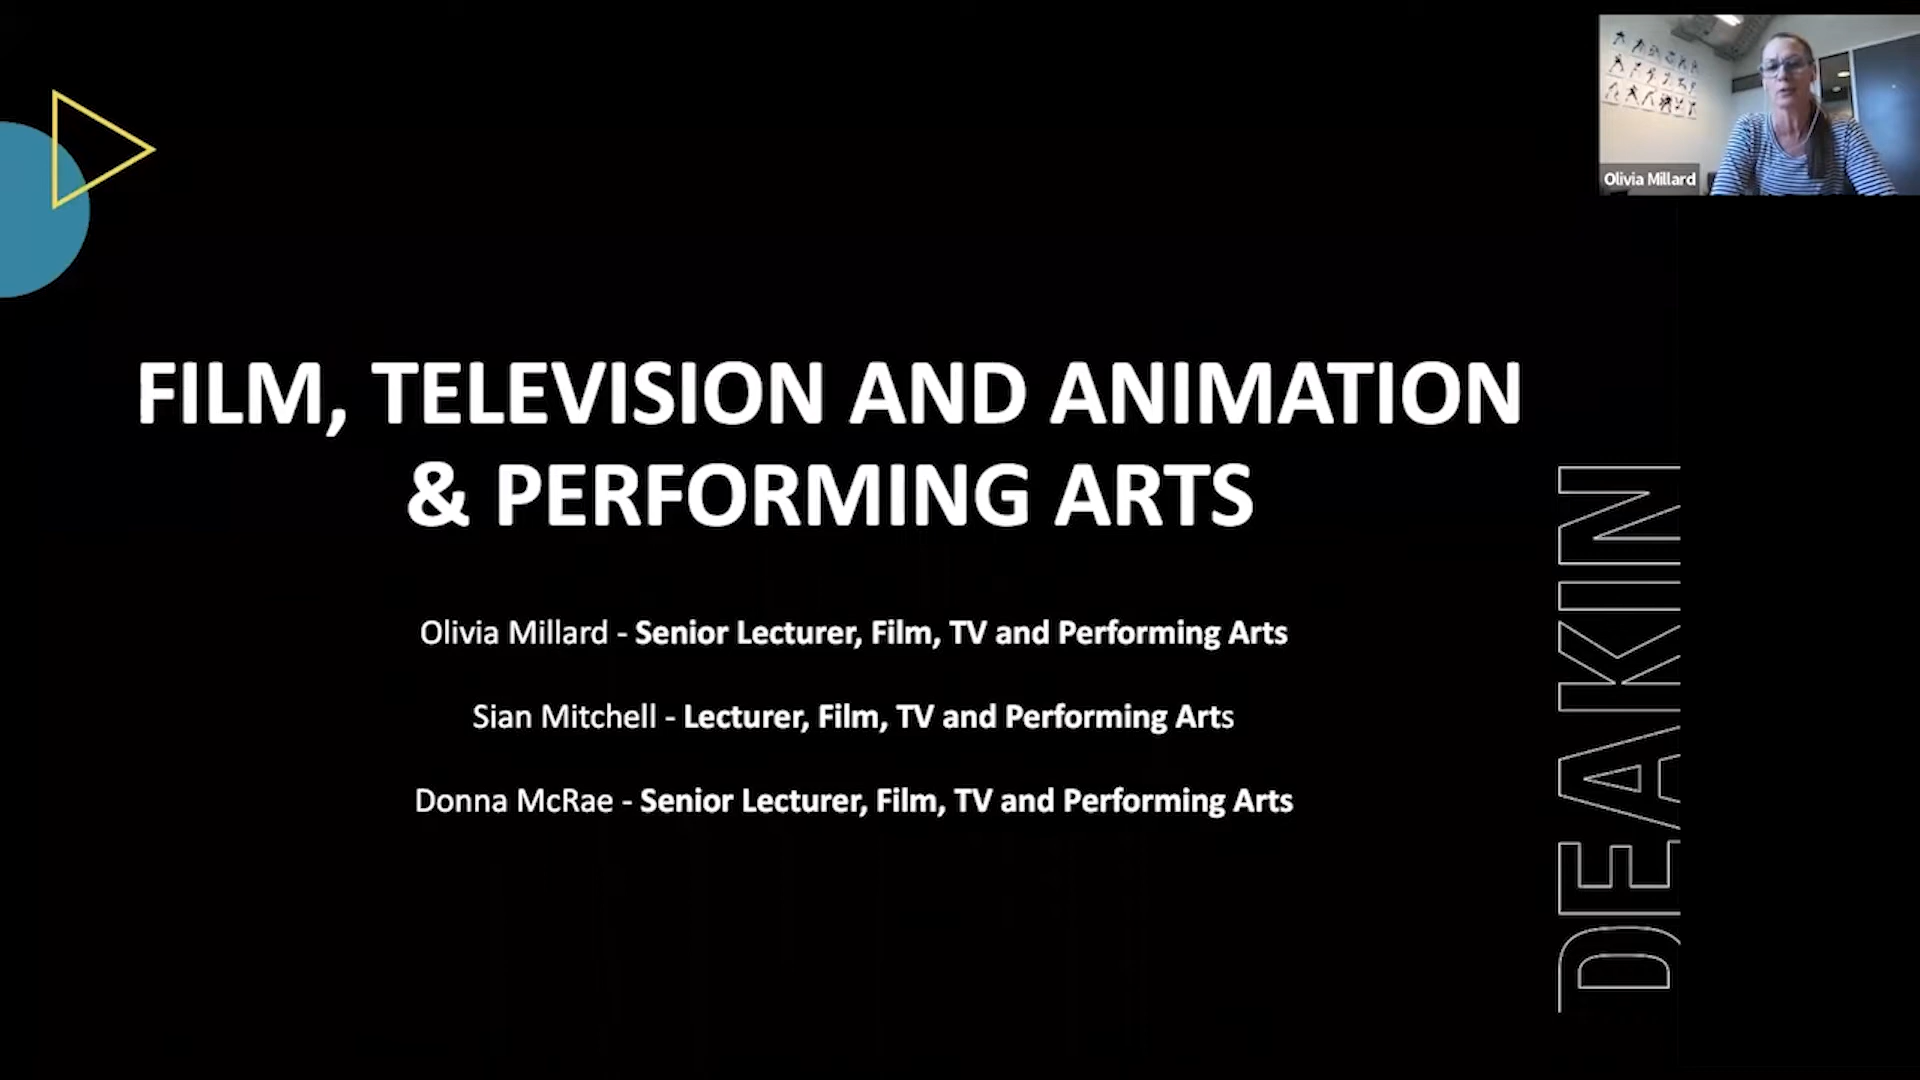 Olivia Millard
FILM, TELEVISION AND ANIMATION
& PERFORMING ARTS
Olivia Millard - Senior Lecturer, Film, TV and Performing Arts
Sian Mitchell - Lecturer, Film, TV and Performing Arts
Donna McRae - Senior Lecturer, Film, TV and Performing Arts
DEAKIN